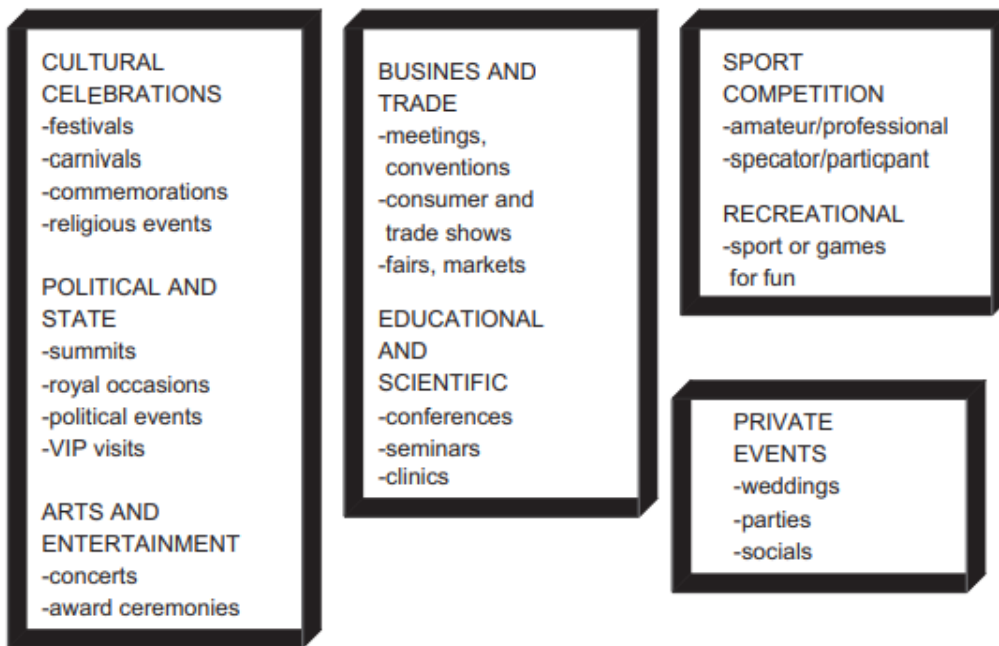 CULTURAL
CELEBRATIONS
-festivals
-carnivals
-commemorations
-religious events
POLITICAL AND
STATE
-summits
-royal occasions
-political events
-VIP visits
ARTS AND
ENTERTAINMENT
-concerts
-award ceremonies
BUSINES AND
TRADE
-meetings,
conventions
-consumer and
trade shows
-fairs, markets
EDUCATIONAL
AND
SCIENTIFIC
-conferences
-seminars
-clinics
SPORT
COMPETITION
-amateur/professional
-specator/particpant
RECREATIONAL
-sport or games
for fun
PRIVATE
EVENTS
-weddings
-parties
-socials